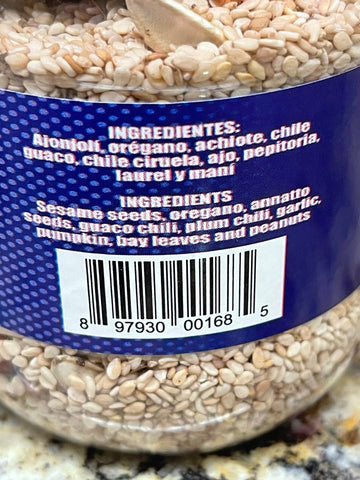 INGREDIENTES:
Ajonjolí, orégano, achiote, chile
guaco, chile ciruela, ajo, pepitoria,
laurel y maní
INGREDIENTS
Sesame seeds, oregano, annatto
seeds, guaco chili, plum chili, garlic,
pumpkin, bay leaves and peanuts
8 97930 00168 5